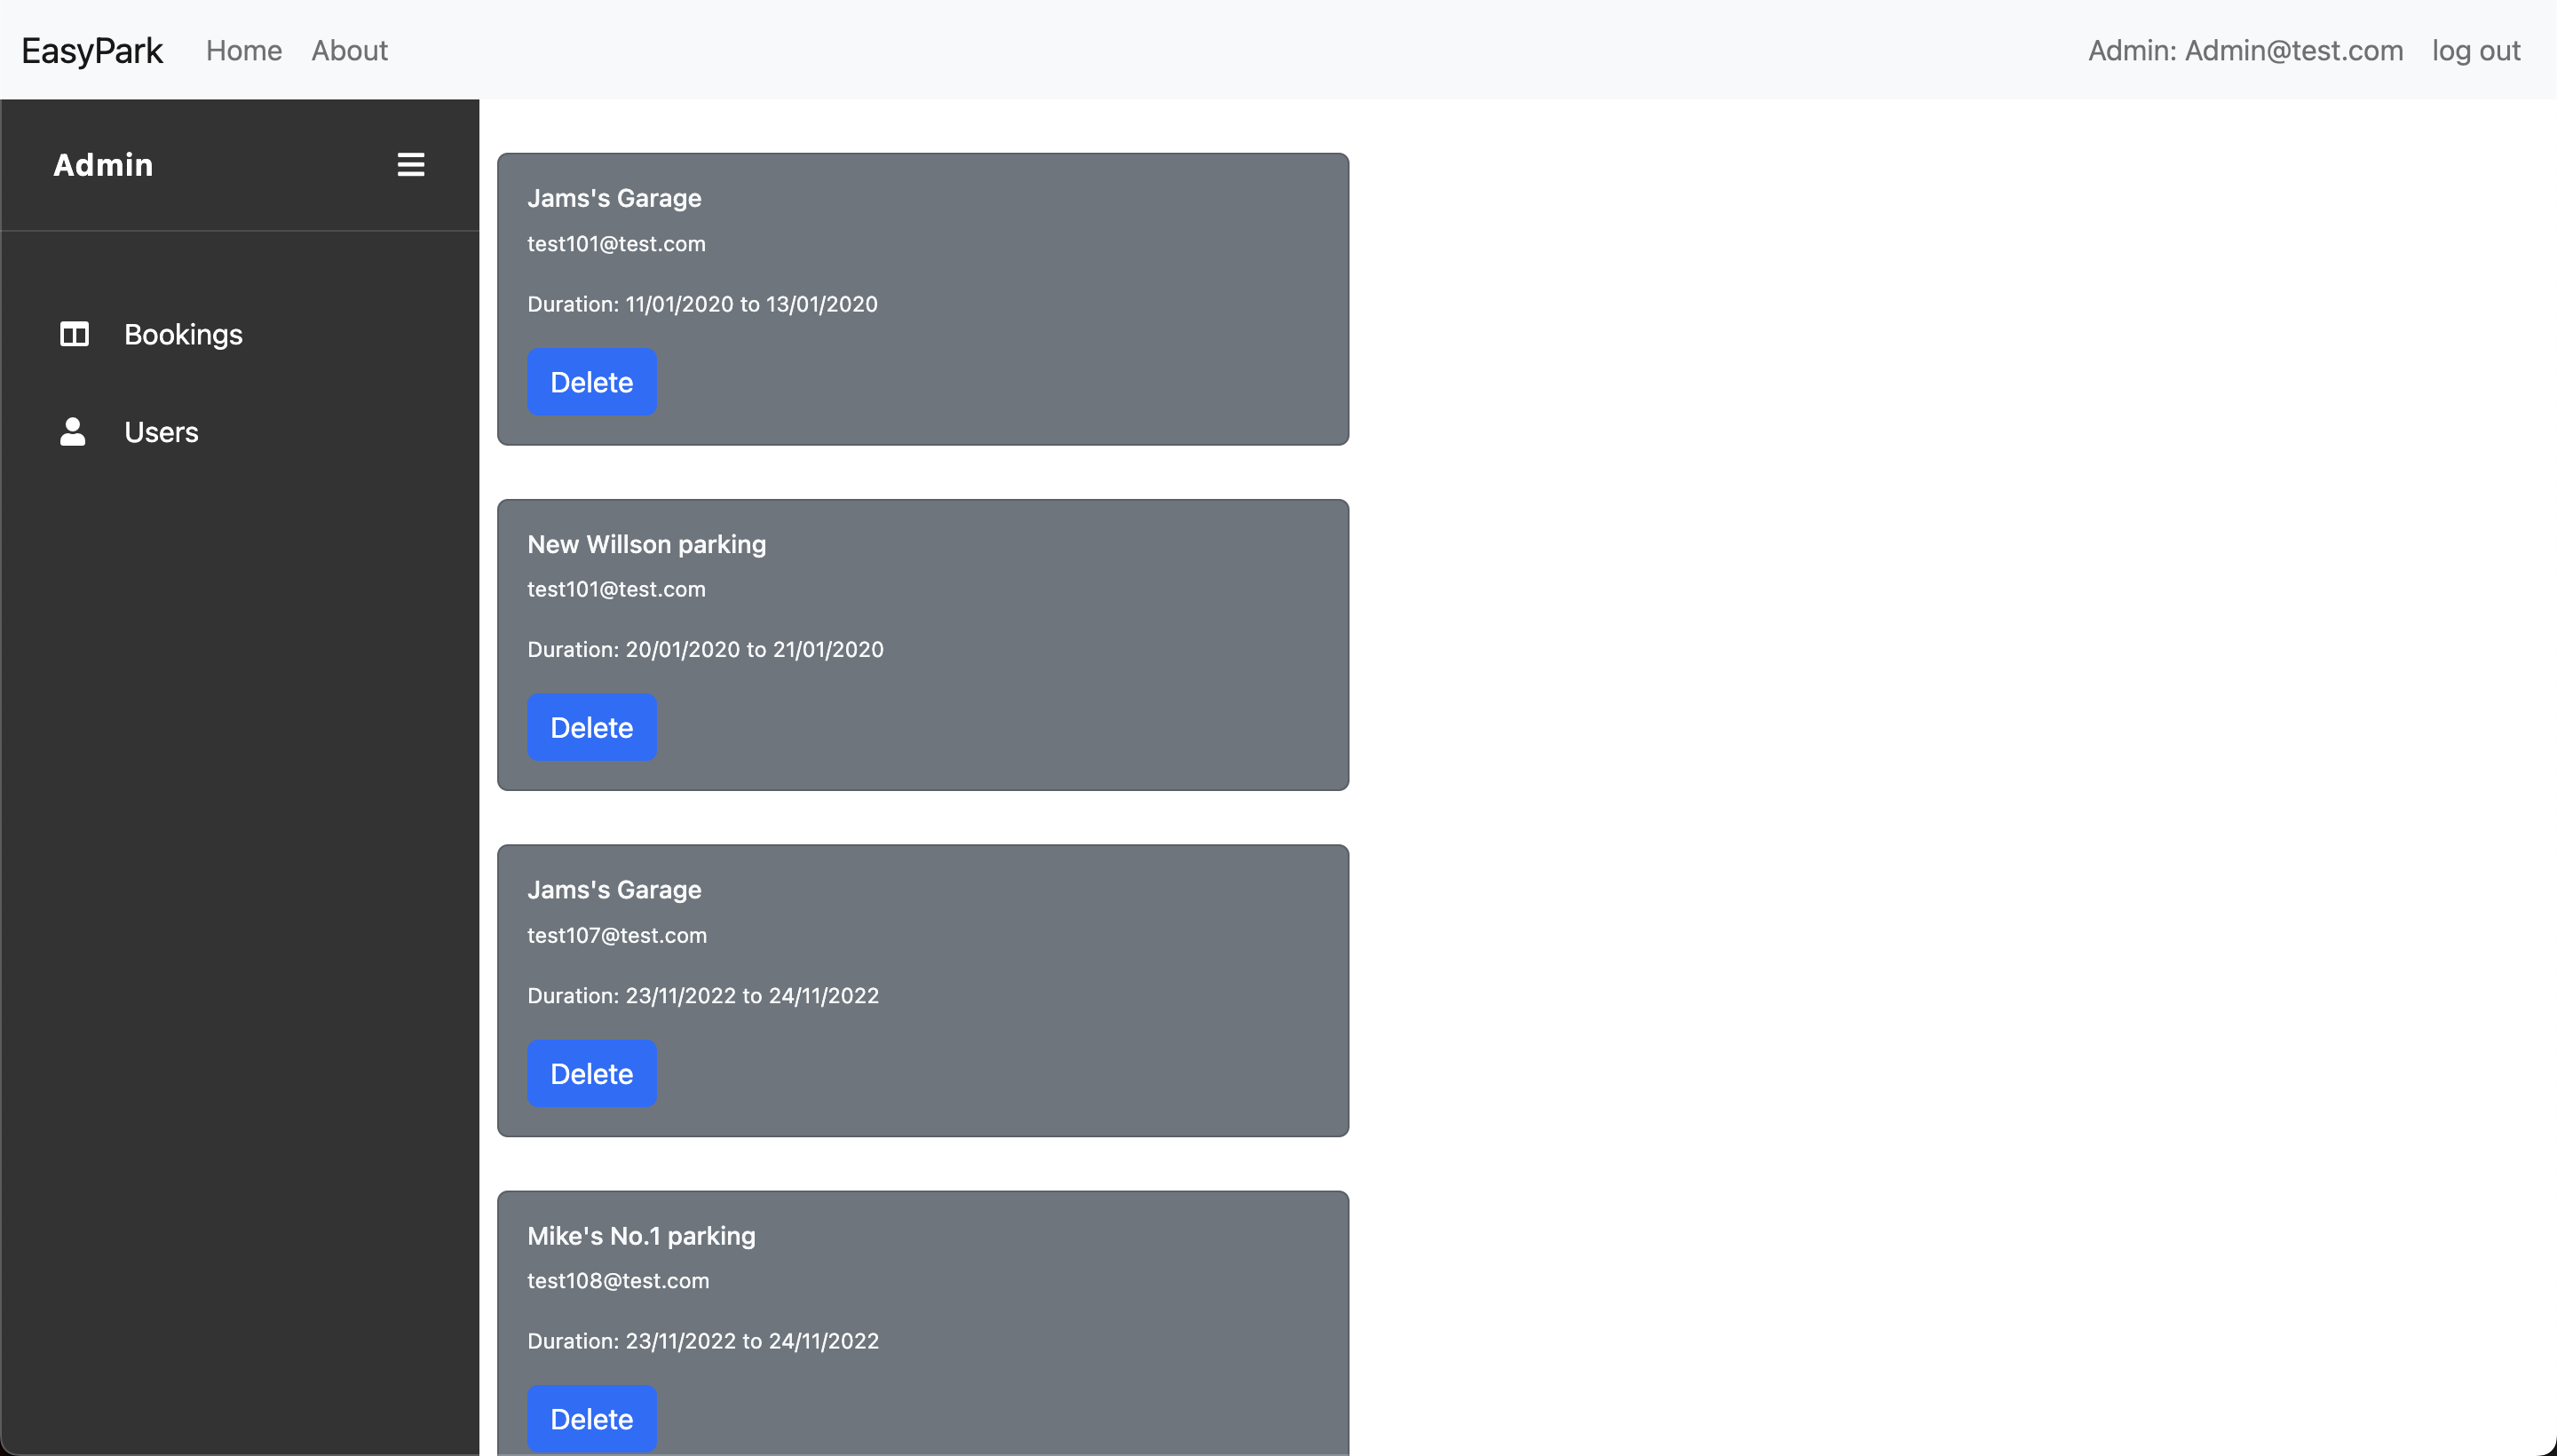 EasyPark Home About Admin: Admin@test.com log out
Admin
Bookings
Users
Jams's Garage
test101@test.com
Duration: 11/01/2020 to 13/01/2020
Delete
New Willson parking
test101@test.com
Duration: 20/01/2020 to 21/01/2020
Delete
Jams's Garage
test107@test.com
Duration: 23/11/2022 to 24/11/2022
Delete
Mike's No.1 parking
test108@test.com
Duration: 23/11/2022 to 24/11/2022
Delete